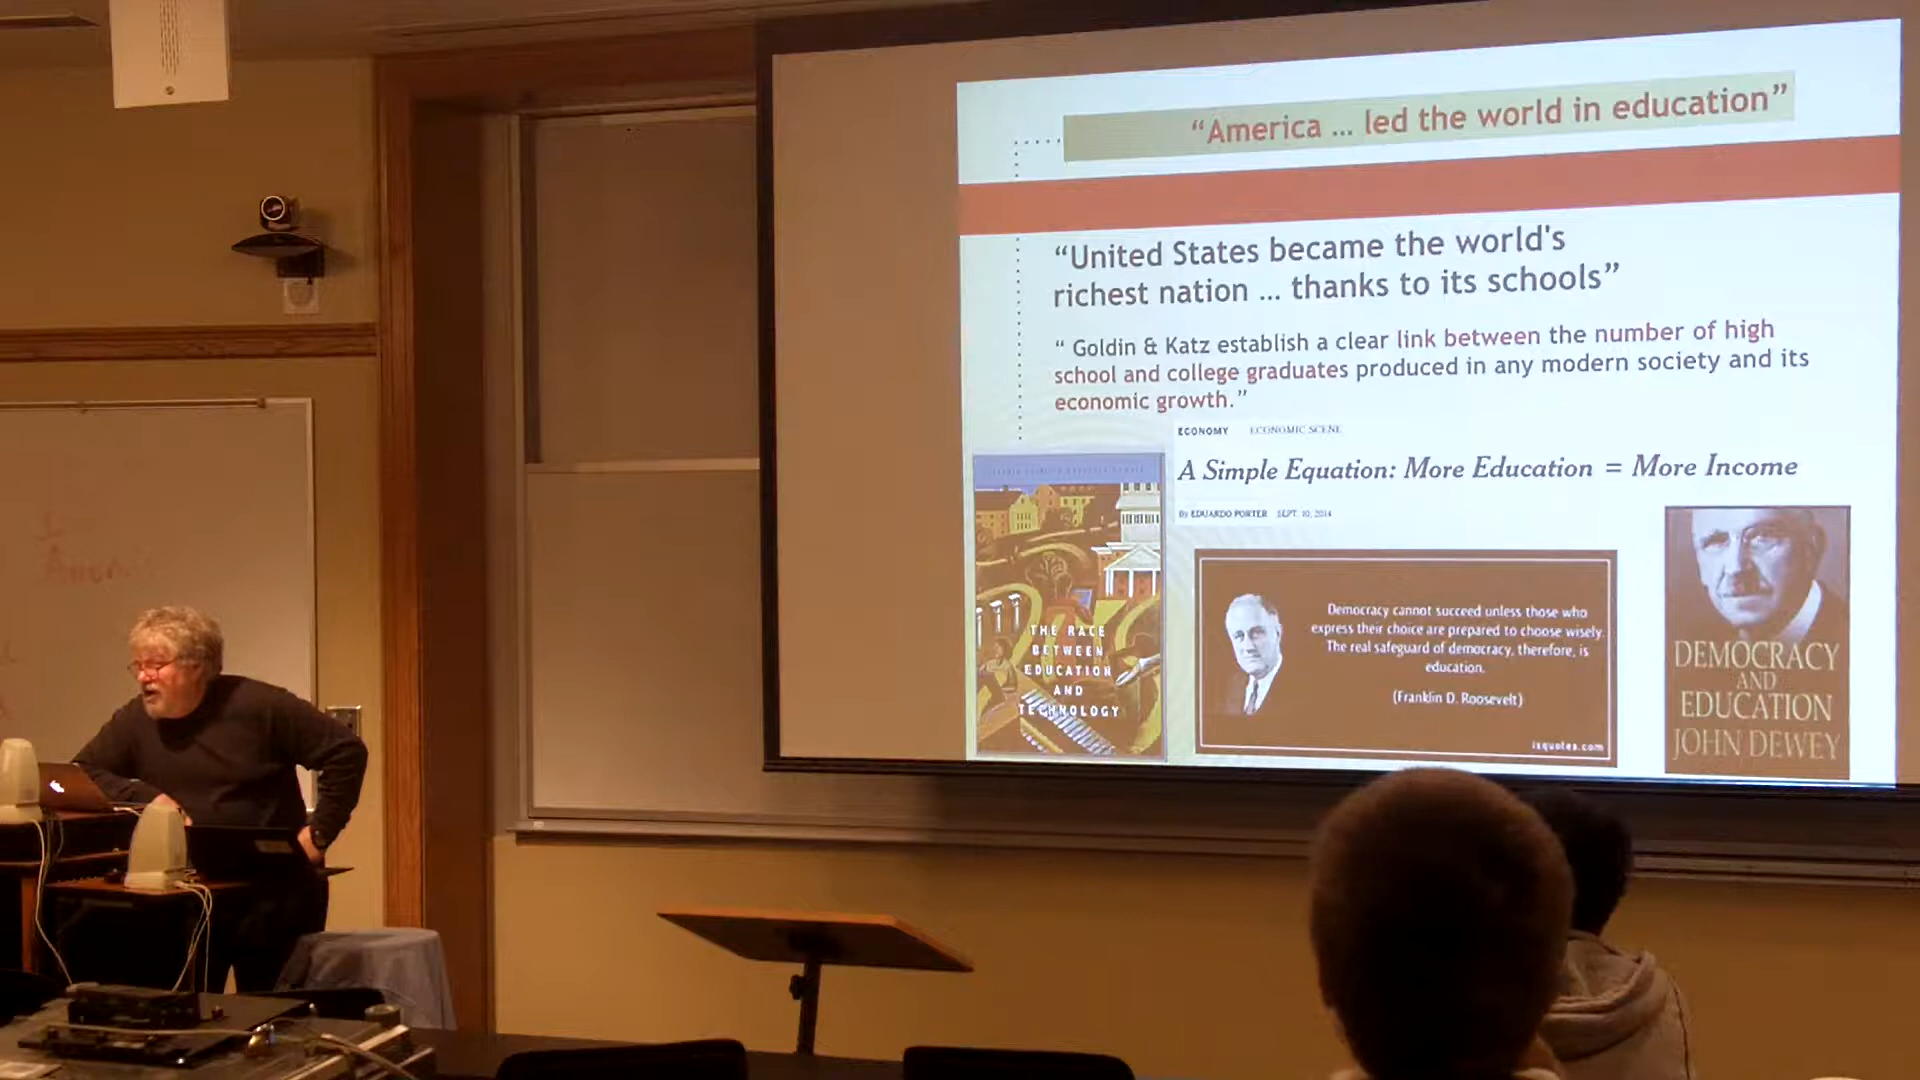 “America ... led the world in education”
“United States became the world's
richest nation ... thanks to its schools”
“ Goldin & Katz establish a clear link between the number of high
school and college graduates produced in any modern society and its
economic growth.”
ECONOMY ECONOMIC SCENE
A Simple Equation: More Education = More Income
By EDUARDO PORTER SEPT. 10, 2014
THE RACE
BETWEEN
EDUCATION
AND
TECHNOLOGY
Democracy cannot succeed unless those who
express their choice are prepared to choose wisely.
The real safeguard of democracy, therefore, is
education.
(Franklin D. Roosevelt)
izquotes.com
DEMOCRACY
AND
EDUCATION
JOHN DEWEY